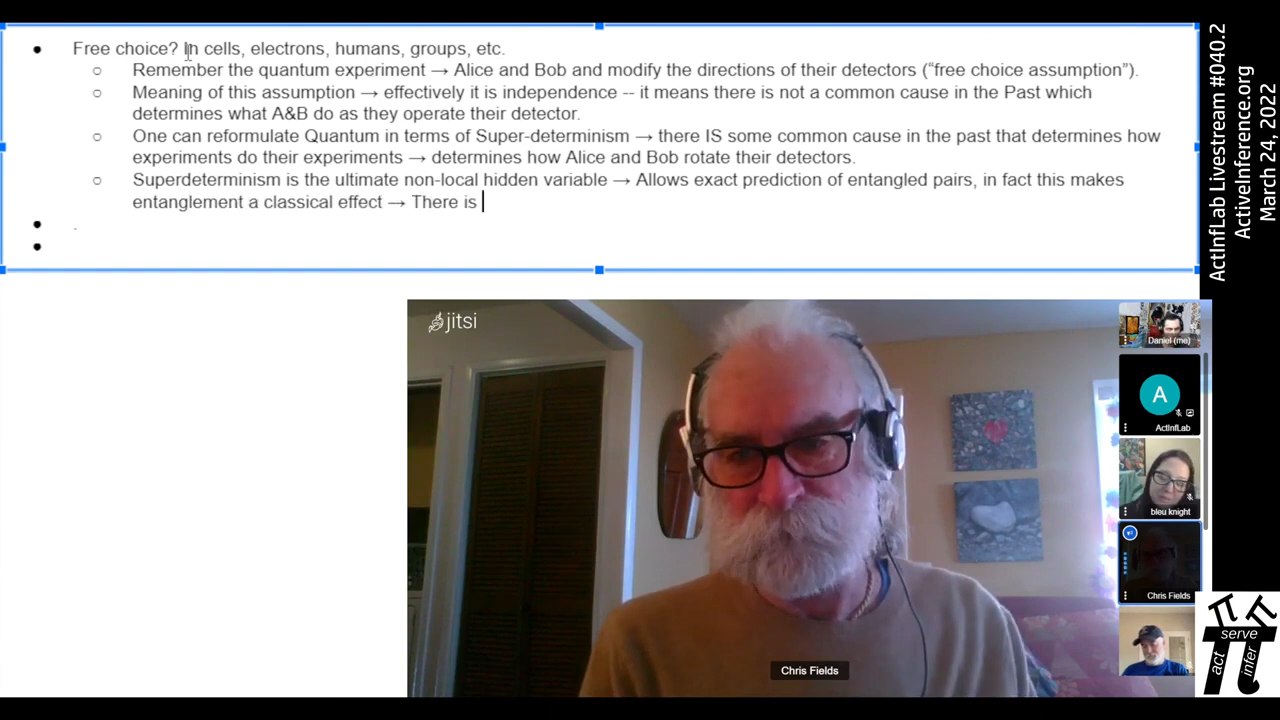 Free choice? In cells, electrons, humans, groups, etc.
Remember the quantum experiment → Alice and Bob and modify the directions of their detectors (“free choice assumption”).
Meaning of this assumption → effectively it is independence -- it means there is not a common cause in the Past which
determines what A&B do as they operate their detector.
One can reformulate Quantum in terms of Super-determinism → there IS some common cause in the past that determines how
experiments do their experiments → determines how Alice and Bob rotate their detectors.
Superdeterminism is the ultimate non-local hidden variable → Allows exact prediction of entangled pairs, in fact this makes
entanglement a classical effect → There is
.
ActInfLab Livestream #040.2
ActiveInference.org
March 24, 2022
jitsi
Daniel (me)
A
ActInfLab
bleu knight
Chris Fields
Chris Fields
π π
serve
act
infer